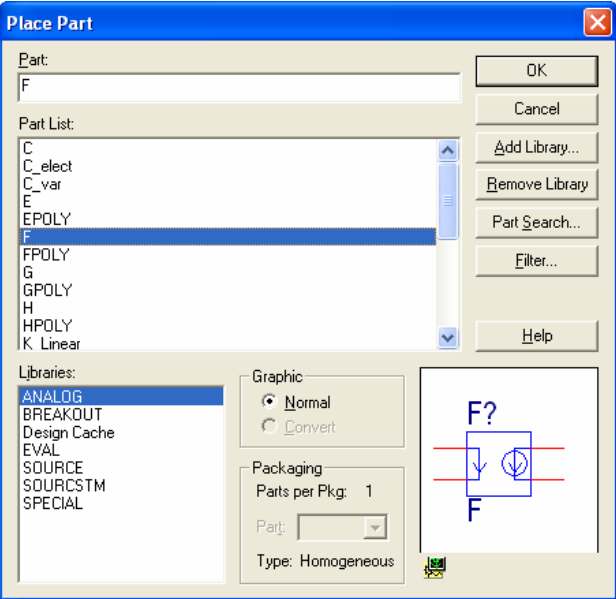 Place Part
Part:
F
Part List:
C
C_elect
C_var
E
EPOLY
F
FPOLY
G
GPOLY
H
HPOLY
K_Linear
OK
Cancel
Add Library...
Remove Library
Part Search...
Filter...
Help
Libraries:
ANALOG
BREAKOUT
Design Cache
EVAL
SOURCE
SOURCSTM
SPECIAL
Graphic
Normal
Convert
Packaging
Parts per Pkg: 1
Part:
Type: Homogeneous
F?
F